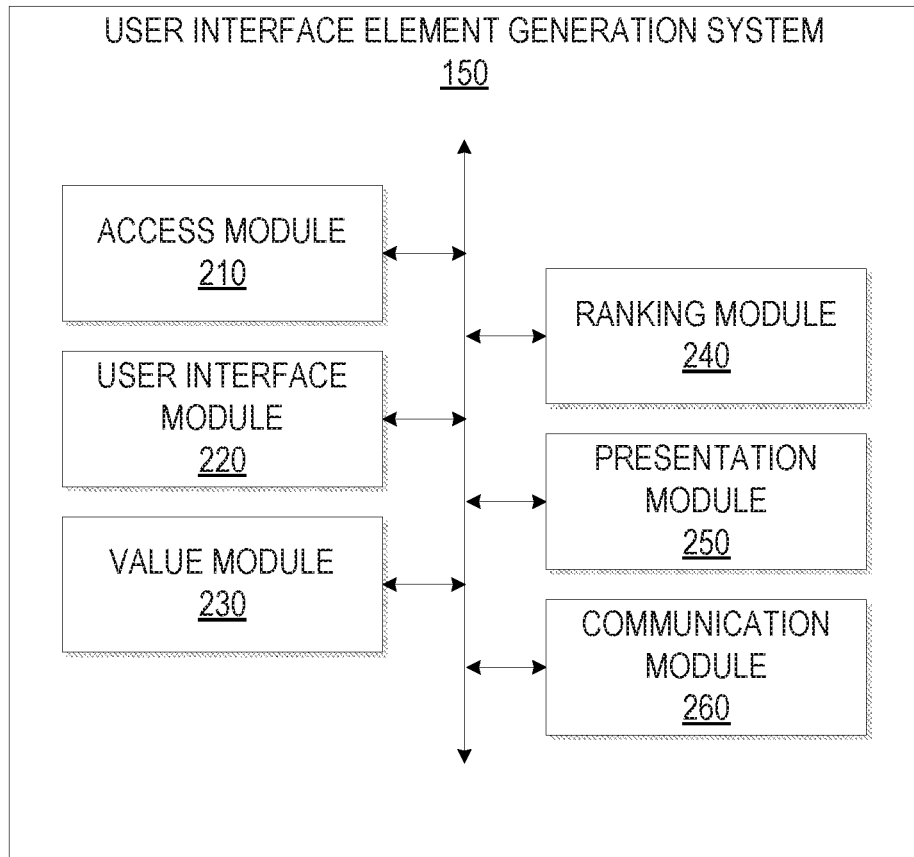 USER INTERFACE ELEMENT GENERATION SYSTEM
150
ACCESS MODULE
210
USER INTERFACE
MODULE
220
VALUE MODULE
230
RANKING MODULE
240
PRESENTATION
MODULE
250
COMMUNICATION
MODULE
260